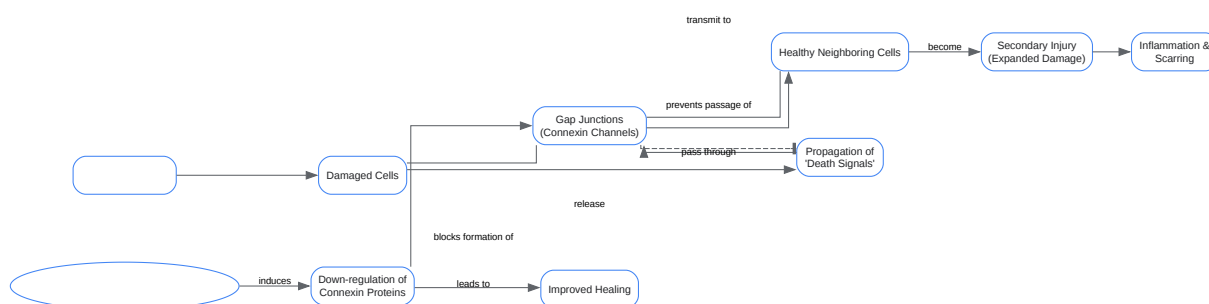 transmit to
Healthy Neighboring Cells
become
Secondary Injury
(Expanded Damage)
Inflammation &
Scarring
prevents passage of
Gap Junctions
(Connexin Channels)
pass through
Propagation of
'Death Signals'
Damaged Cells
release
blocks formation of
induces
Down-regulation of
Connexin Proteins
leads to
Improved Healing